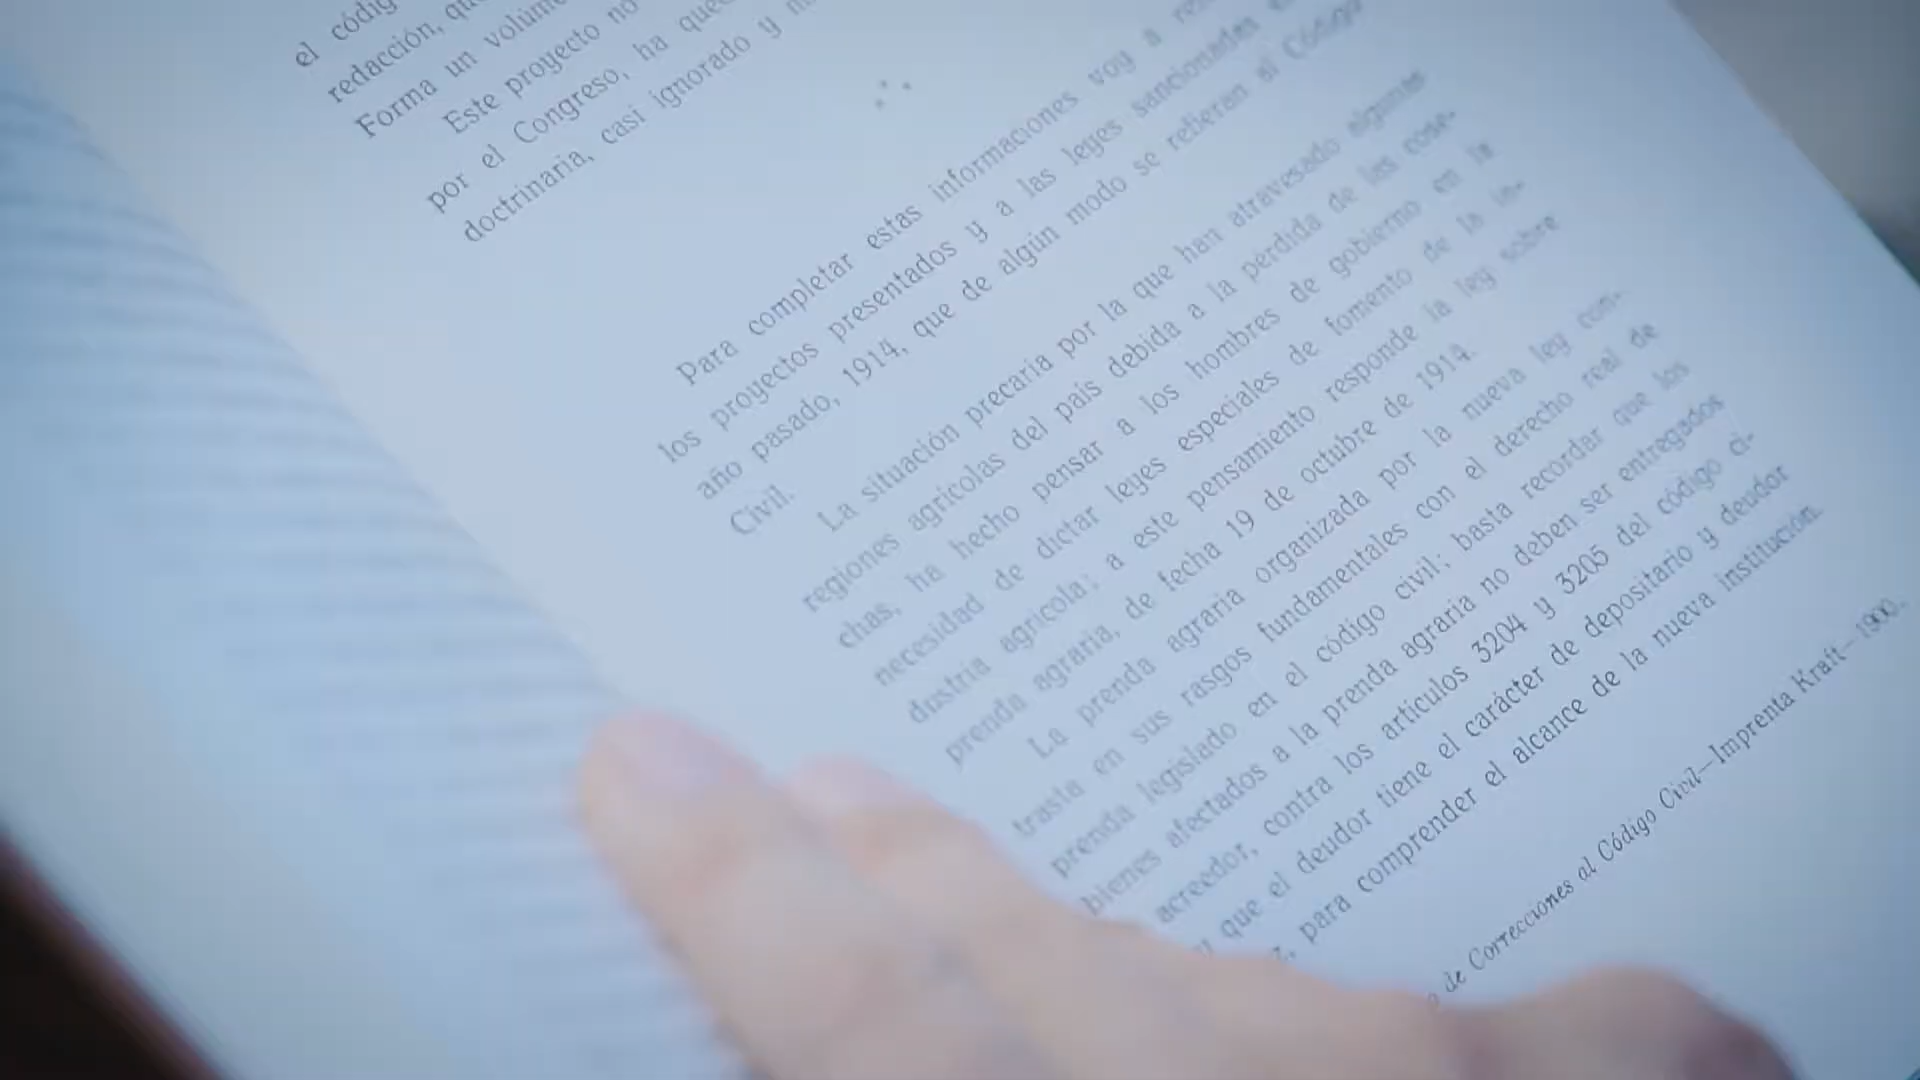 el códig
redacción, qu
Forma un volúme
Este proyecto no
por el Congreso, ha que
doctrinaria, casi ignorado y
Para completar estas informaciones voy a
los proyectos presentados y a las leyes sancionadas
año pasado, 1914, que de algún modo se refieran al Código
Civil.
La situación precaria por la que han atravesado algunas
regiones agrícolas del país debida a la pérdida de las cose-
chas, ha hecho pensar a los hombres de gobierno en la
necesidad de dictar leyes especiales de fomento de la in-
dustria agrícola; a este pensamiento responde la ley sobre
prenda agraria, de fecha 19 de octubre de 1914.
La prenda agraria organizada por la nueva ley con-
trasta en sus rasgos fundamentales con el derecho real de
prenda legislado en el código civil; basta recordar que los
bienes afectados a la prenda agraria no deben ser entregados
acreedor, contra los artículos 3204 y 3205 del código ci-
que el deudor tiene el carácter de depositario y deudor
para comprender el alcance de la nueva institución.
de Correcciones al Código Civil—Imprenta Kraft—1900.